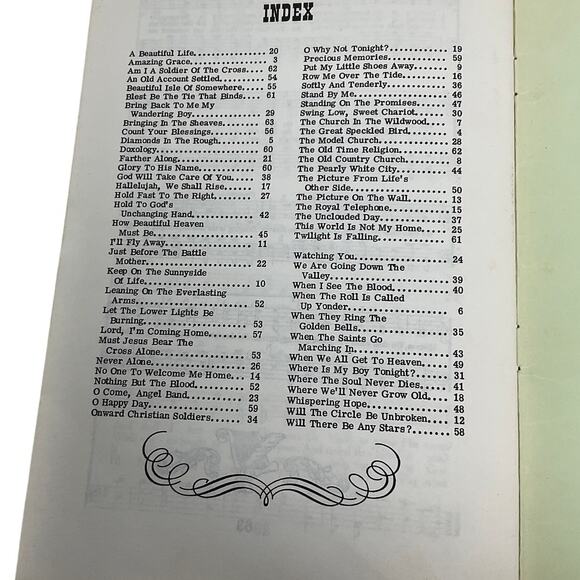 INDEX
A Beautiful Life.................... 20
Amazing Grace.................... 3
Am I A Soldier Of The Cross.... 62
An Old Account Settled........... 54
Beautiful Isle Of Somewhere...... 55
Blest Be The Tie That Binds...... 61
Bring Back To Me My
Wandering Boy.................. 29
Bringing In The Sheaves.......... 63
Count Your Blessings.............. 56
Diamonds In The Rough........... 5
Doxology.......................... 60
Farther Along..................... 21
Glory To His Name............... 60
God Will Take Care Of You....... 38
Hallelujah, We Shall Rise......... 17
Hold Fast To The Right........... 27
Hold To God's
Unchanging Hand............... 42
How Beautiful Heaven
Must Be......................... 45
I'll Fly Away...................... 11
Just Before The Battle
Mother.......................... 22
Keep On The Sunnyside
Of Life.......................... 10
Leaning On The Everlasting
Arms............................ 52
Let The Lower Lights Be
Burning.......................... 53
Lord, I'm Coming Home.......... 57
Must Jesus Bear The
Cross Alone..................... 53
Never Alone....................... 26
No One To Welcome Me Home... 14
Nothing But The Blood............ 52
O Come, Angel Band.............. 23
O Happy Day..................... 59
Onward Christian Soldiers........ 34
O Why Not Tonight?............... 19
Precious Memories................ 59
Put My Little Shoes Away........ 9
Row Me Over The Tide........... 16
Softly And Tenderly............... 36
Stand By Me...................... 46
Standing On The Promises........ 47
Swing Low, Sweet Chariot........ 30
The Church In The Wildwood..... 7
The Great Speckled Bird.......... 4
The Model Church................ 28
The Old Time Religion............ 62
The Old Country Church.......... 8
The Pearly White City............ 44
The Picture From Life's
Other Side...................... 50
The Picture On The Wall......... 13
The Royal Telephone............. 15
The Unclouded Day............... 37
This World Is Not My Home...... 25
Twilight Is Falling................. 61
Watching You..................... 24
We Are Going Down The
Valley........................... 39
When I See The Blood............ 40
When The Roll Is Called
Up Yonder...................... 6
When They Ring The
Golden Bells.................... 35
When The Saints Go
Marching In..................... 43
When We All Get To Heaven..... 49
Where Is My Boy Tonight?....... 31
Where The Soul Never Dies...... 41
Where We'll Never Grow Old.... 18
Whispering Hope................. 48
Will The Circle Be Unbroken.... 12
Will There Be Any Stars?........ 58